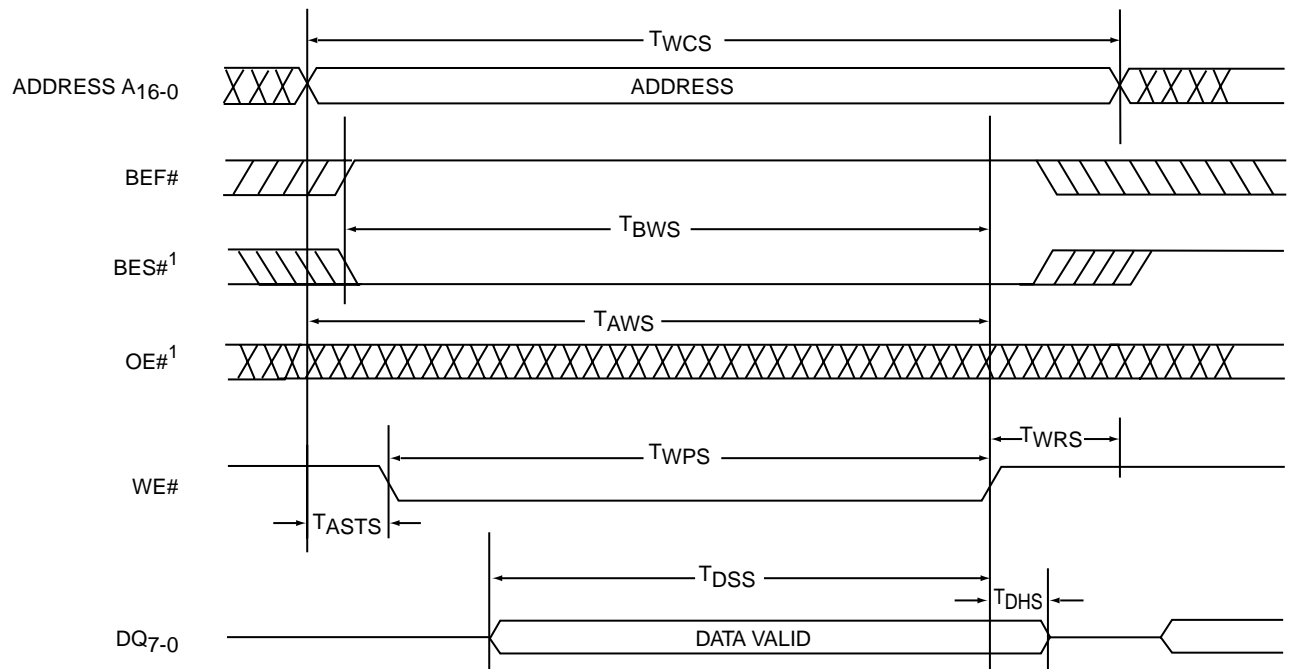 TWCS
ADDRESS A16-0
ADDRESS
BEF#
TBWS
BES#1
TAWS
OE#1
TWRS
TWPS
WE#
TASTS
TDSS
TDHS
DQ7-0
DATA VALID